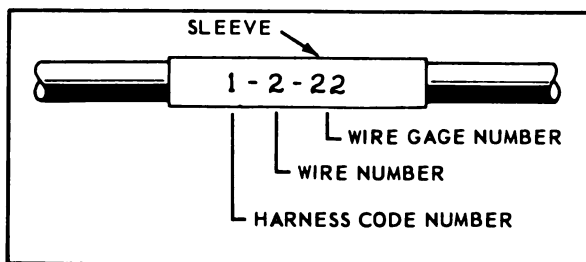 SLEEVE
1 - 2 - 22
WIRE GAGE NUMBER
WIRE NUMBER
HARNESS CODE NUMBER